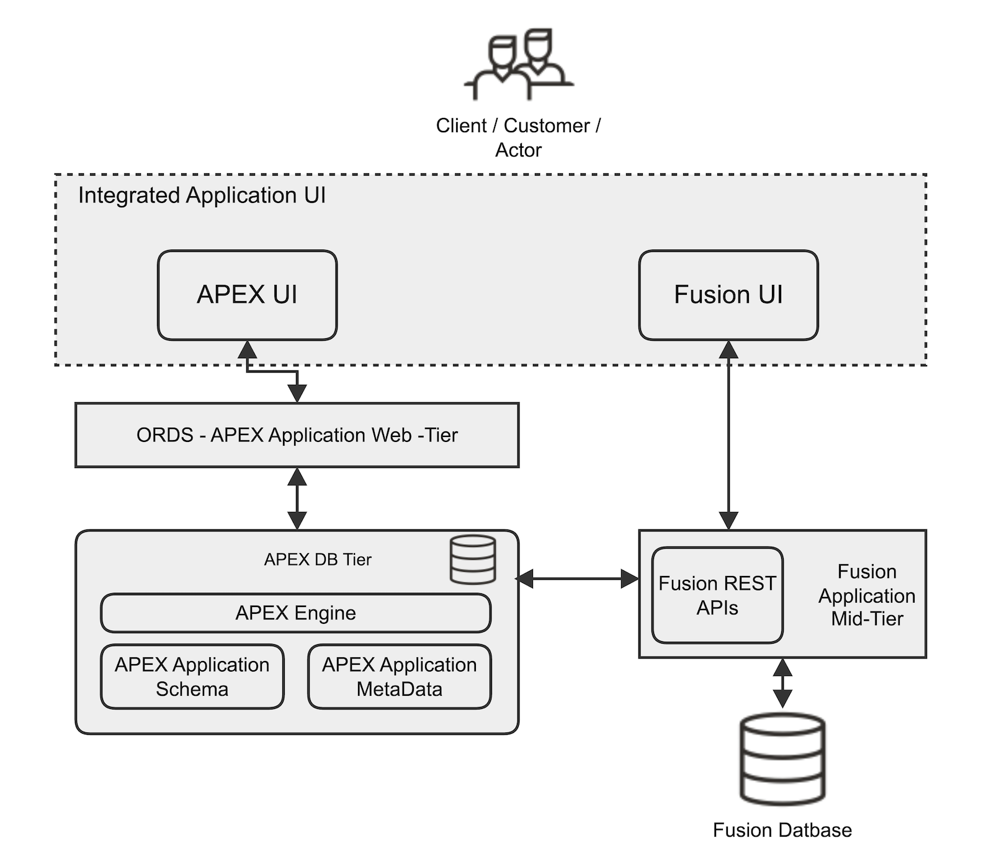 Client / Customer /
Actor
Integrated Application UI
APEX UI
Fusion UI
ORDS - APEX Application Web -Tier
APEX DB Tier
APEX Engine
APEX Application
Schema
APEX Application
MetaData
Fusion REST
APIs
Fusion
Application
Mid-Tier
Fusion Datbase